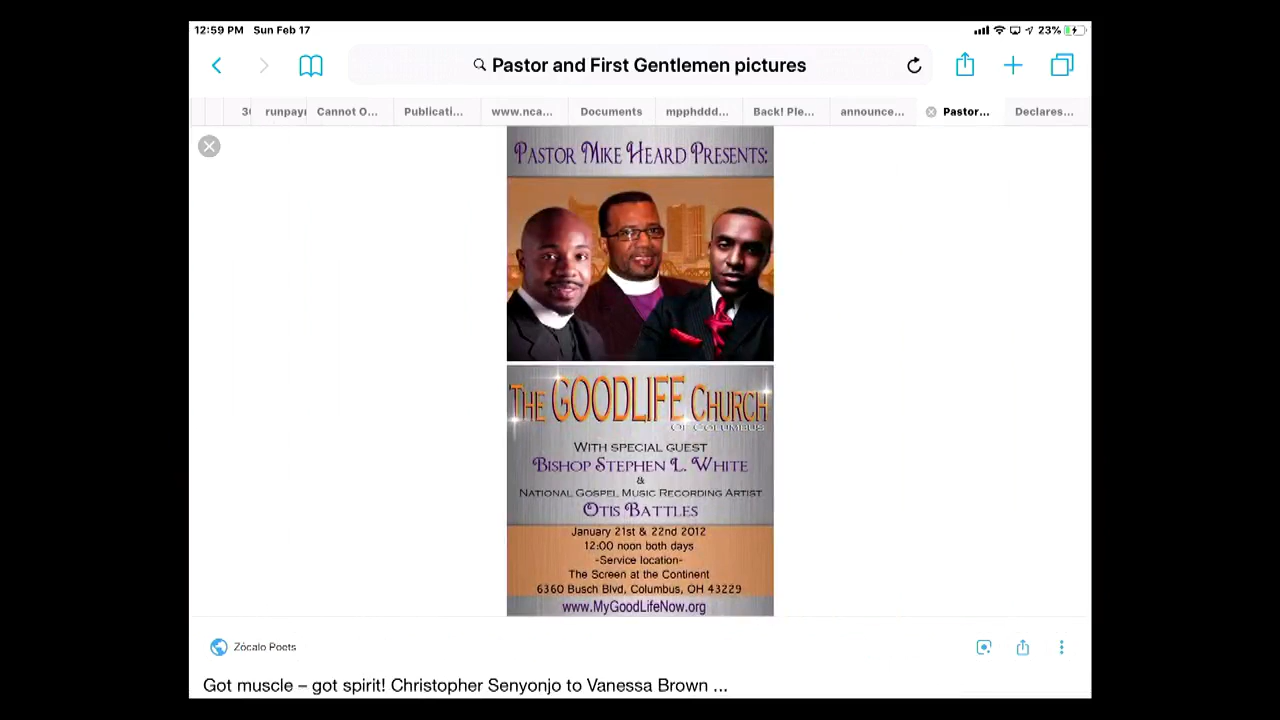 12:59 PM Sun Feb 17
23%
Pastor and First Gentlemen pictures
runpayr Cannot O... Publicati... www.nca... Documents mpphddd... Back! Ple... announce... Pastor... Declares...
PASTOR MIKE HEARD PRESENTS:
THE GOODLIFE CHURCH
OF COLUMBUS
WITH SPECIAL GUEST
BISHOP STEPHEN L. WHITE
&
NATIONAL GOSPEL MUSIC RECORDING ARTIST
OTIS BATTLES
January 21st & 22nd 2012
12:00 noon both days
-Service location-
The Screen at the Continent
6360 Busch Blvd, Columbus, OH 43229
www.MyGoodLifeNow.org
Zócalo Poets
Got muscle – got spirit! Christopher Senyonjo to Vanessa Brown ...